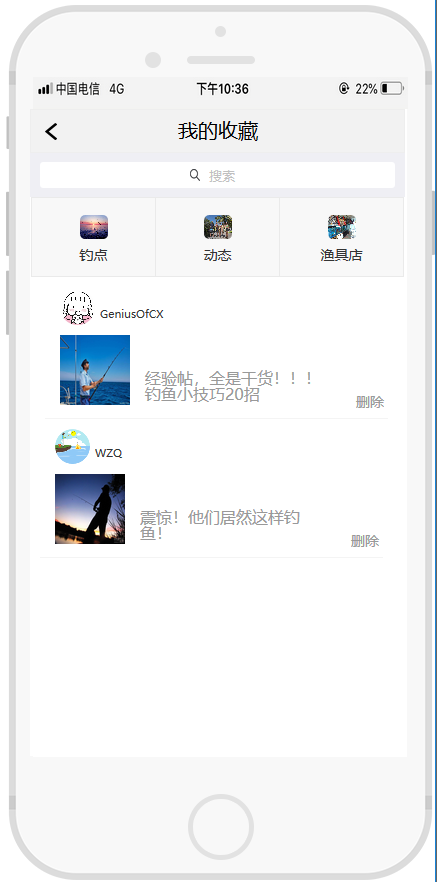 中国电信 4G 下午10:36 22%
我的收藏
搜索
钓点 动态 渔具店
GeniusOfCX
经验帖，全是干货！！！
钓鱼小技巧20招
删除
WZQ
震惊！他们居然这样钓
鱼！
删除